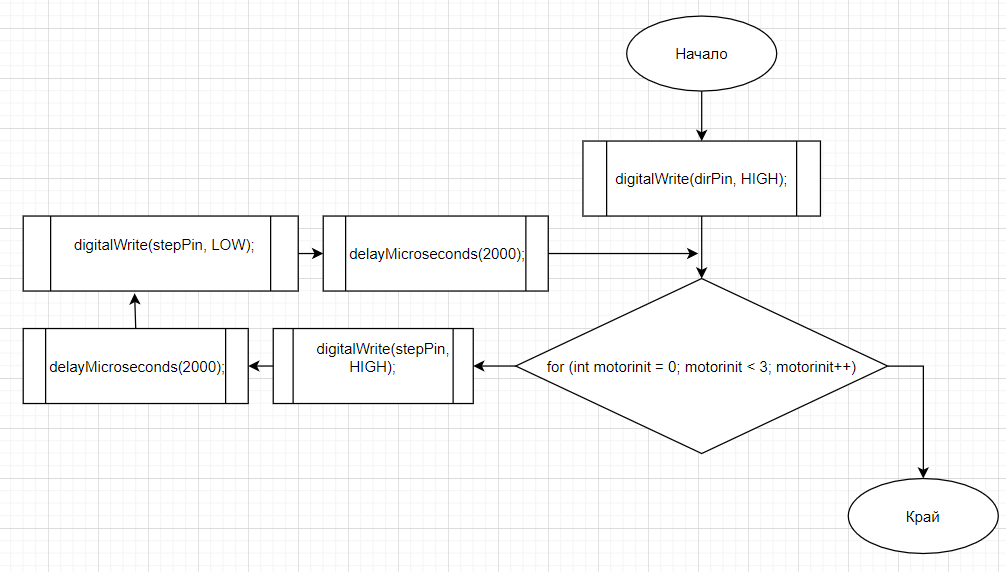 Начало
digitalWrite(dirPin, HIGH);
digitalWrite(stepPin, LOW);
delayMicroseconds(2000);
for (int motorinit = 0; motorinit < 3; motorinit++)
digitalWrite(stepPin,
HIGH);
delayMicroseconds(2000);
Край